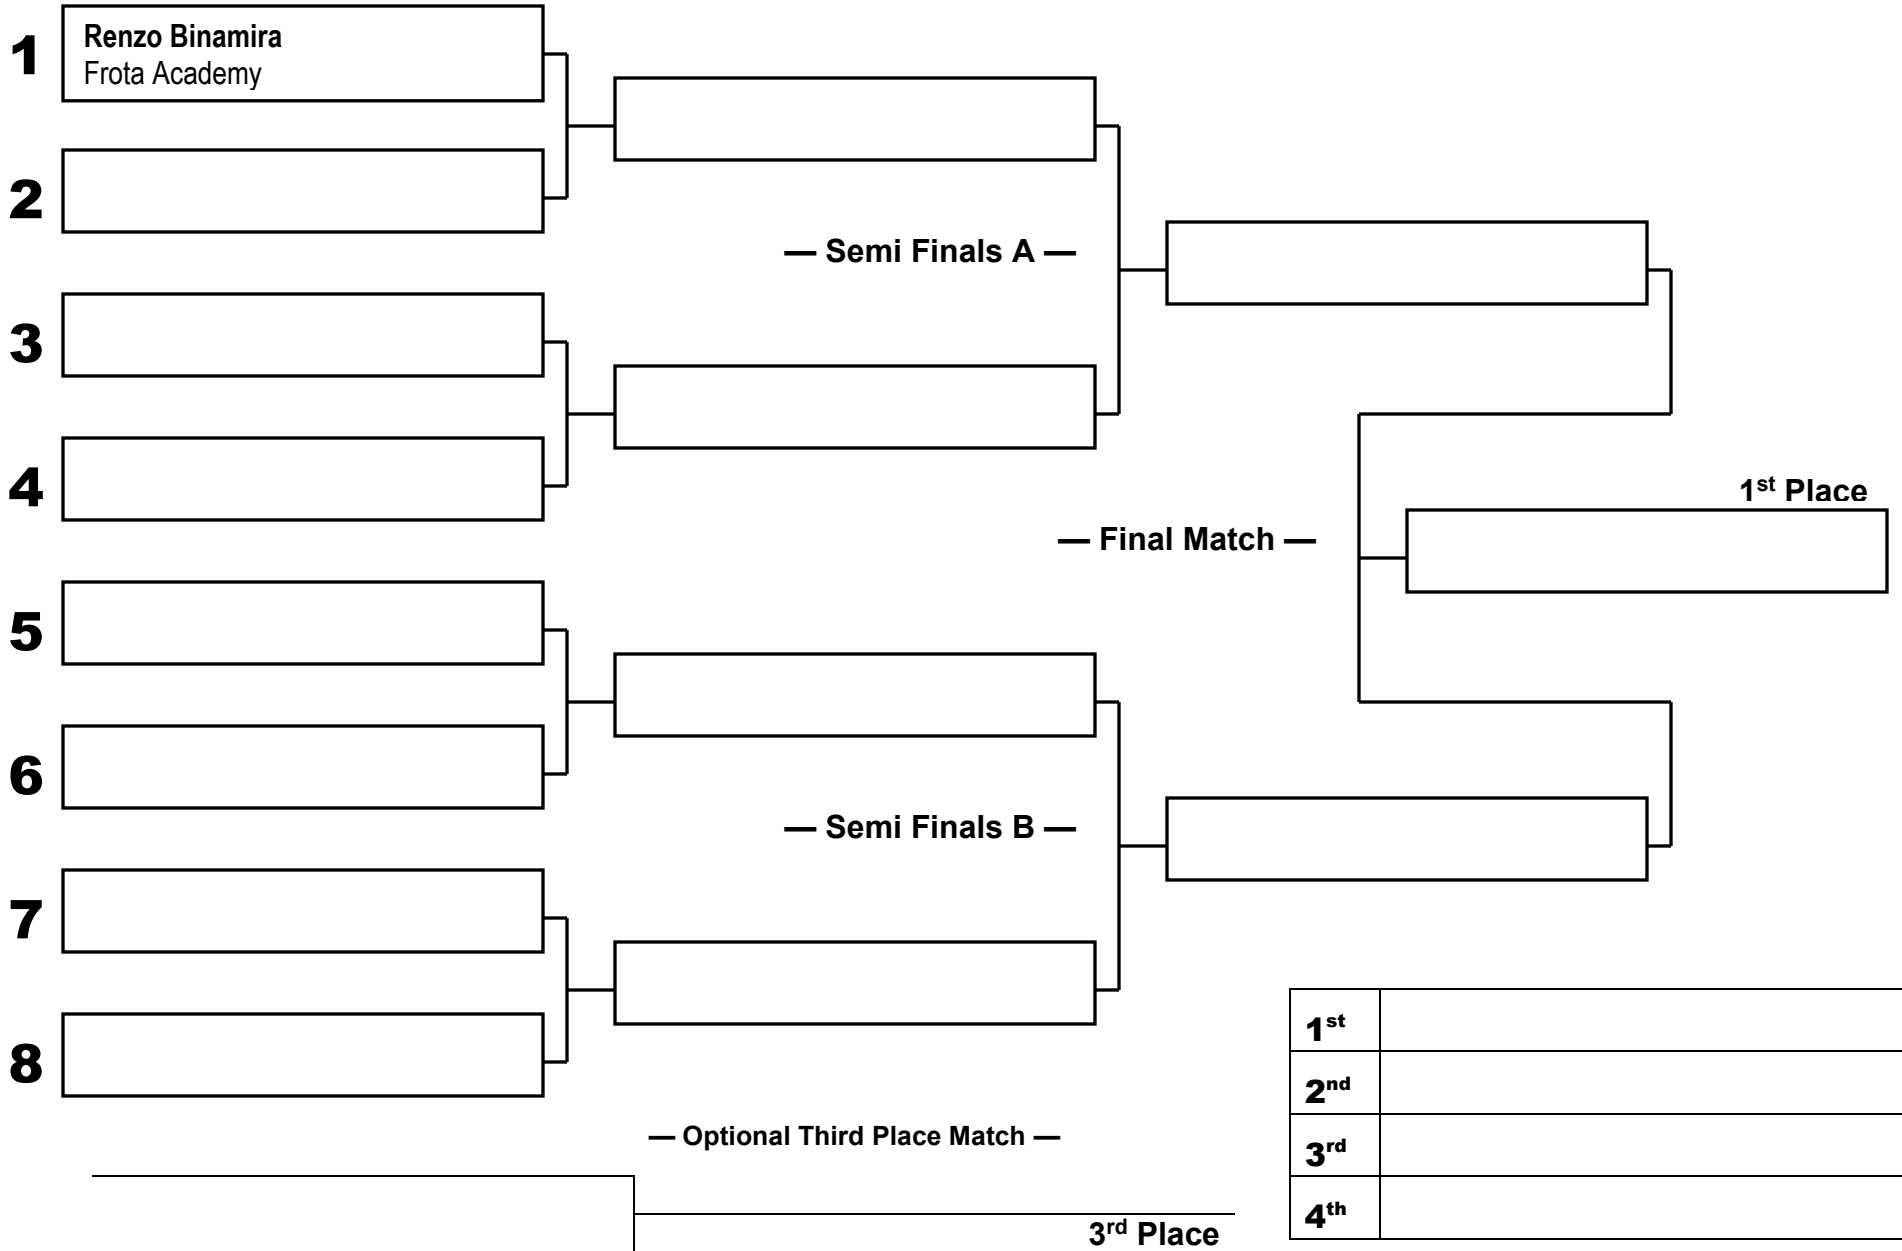 1
Renzo Binamira
Frota Academy
2
— Semi Finals A —
3
4
1st Place
— Final Match —
5
6
— Semi Finals B —
7
8
1st
2nd
3rd
4th
— Optional Third Place Match —
3rd Place